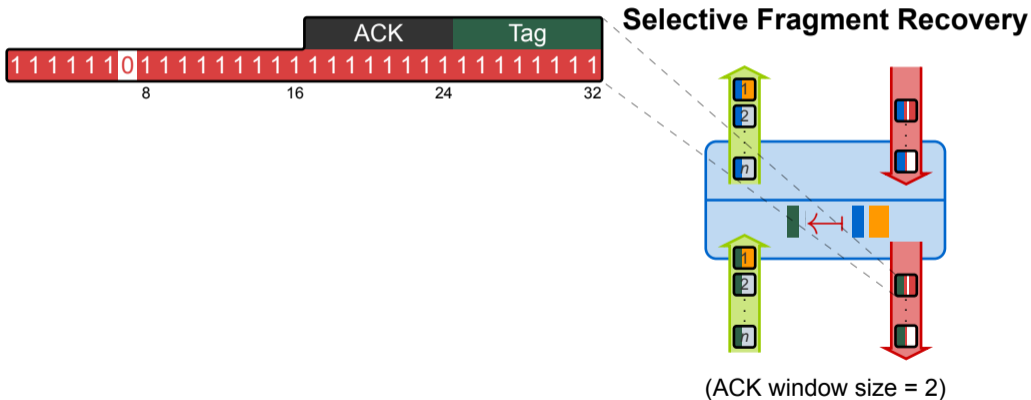 Selective Fragment Recovery
ACK Tag
1 1 1 1 1 1 0 1 1 1 1 1 1 1 1 1 1 1 1 1 1 1 1 1 1 1 1 1 1 1 1 1
8 16 24 32
1
2
n
1
2
n
(ACK window size = 2)